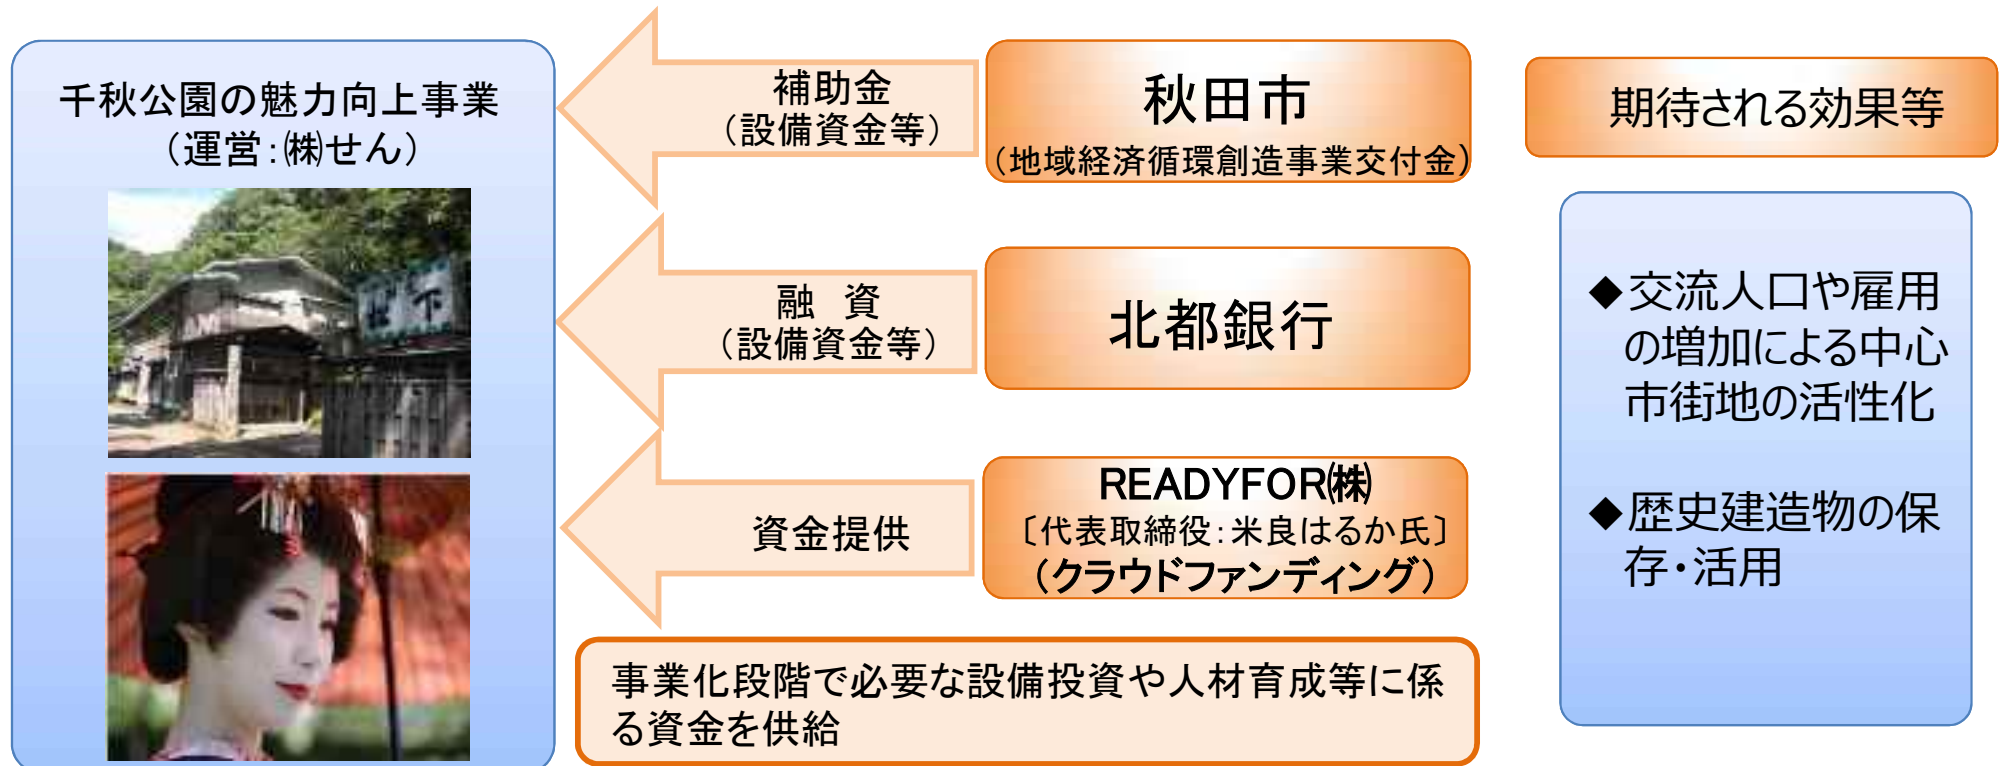 千秋公園の魅力向上事業
（運営：㈱せん）
補助金
（設備資金等）
秋田市
（地域経済循環創造事業交付金）
融　資
（設備資金等）
北都銀行
資金提供
READYFOR㈱
〔代表取締役：米良はるか氏〕
（クラウドファンディング）
事業化段階で必要な設備投資や人材育成等に係
る資金を供給
期待される効果等
◆交流人口や雇用
の増加による中心
市街地の活性化
◆歴史建造物の保
存・活用